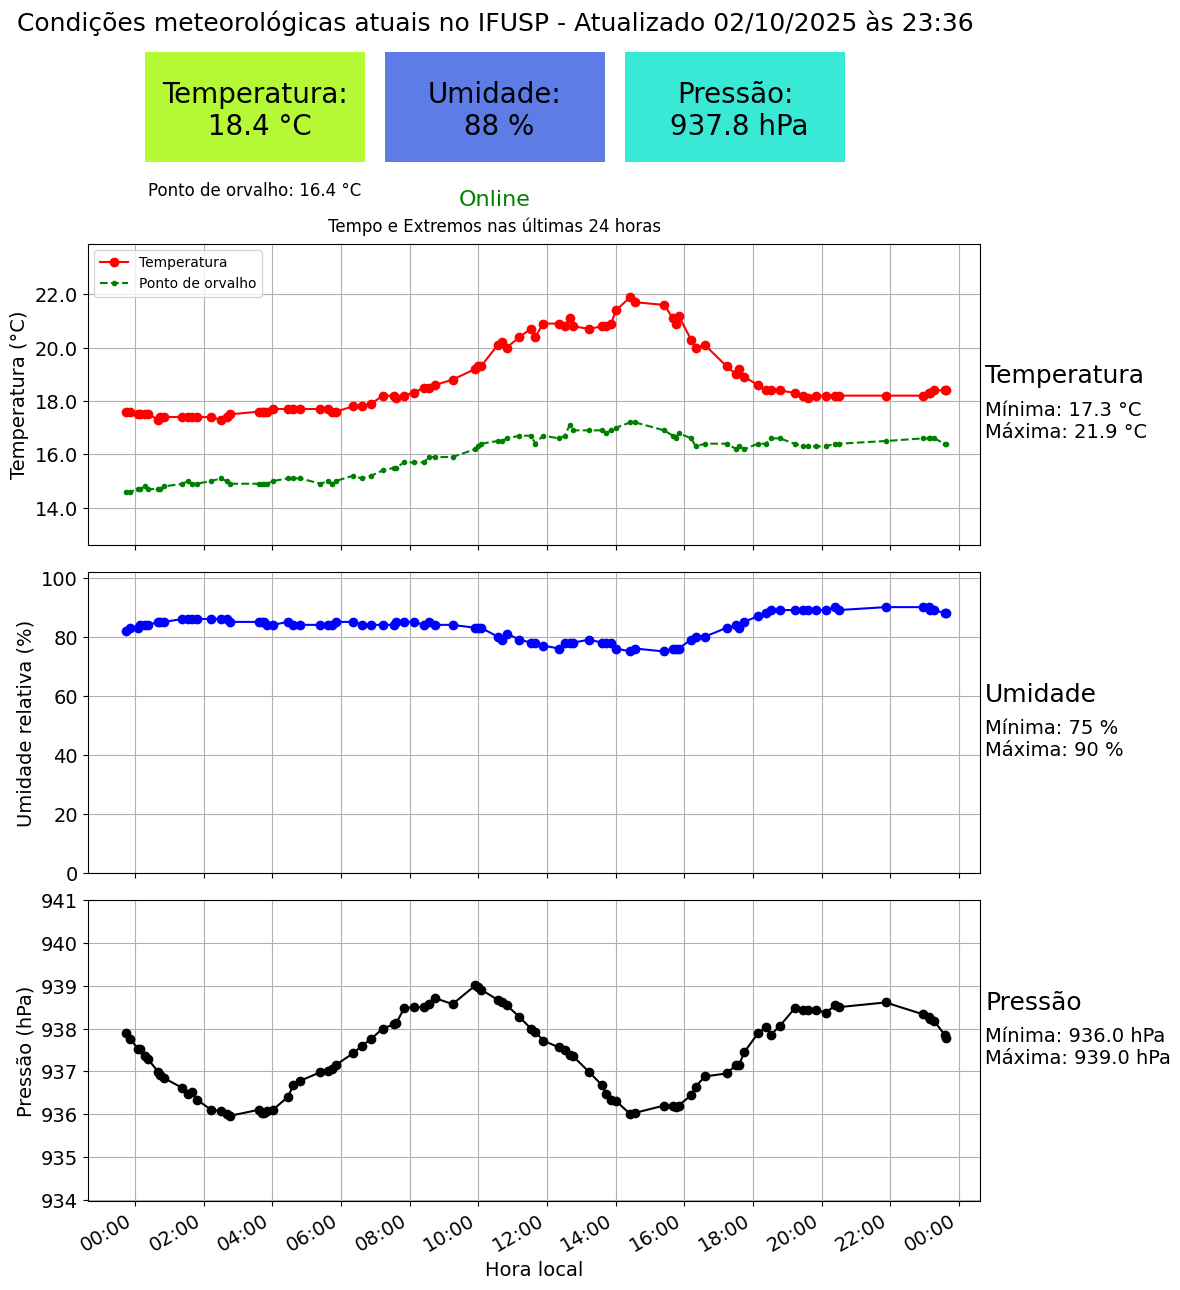 Condições meteorológicas atuais no IFUSP - Atualizado 02/10/2025 às 23:36
Temperatura:
18.4 °C
Umidade:
88 %
Pressão:
937.8 hPa
Ponto de orvalho: 16.4 °C
Online
Tempo e Extremos nas últimas 24 horas
Temperatura
Ponto de orvalho
Temperatura (°C)
22.0
20.0
18.0
16.0
14.0
Temperatura
Mínima: 17.3 °C
Máxima: 21.9 °C
Umidade relativa (%)
100
80
60
40
20
0
Umidade
Mínima: 75 %
Máxima: 90 %
Pressão (hPa)
941
940
939
938
937
936
935
934
Pressão
Mínima: 936.0 hPa
Máxima: 939.0 hPa
00:00 02:00 04:00 06:00 08:00 10:00 12:00 14:00 16:00 18:00 20:00 22:00 00:00
Hora local